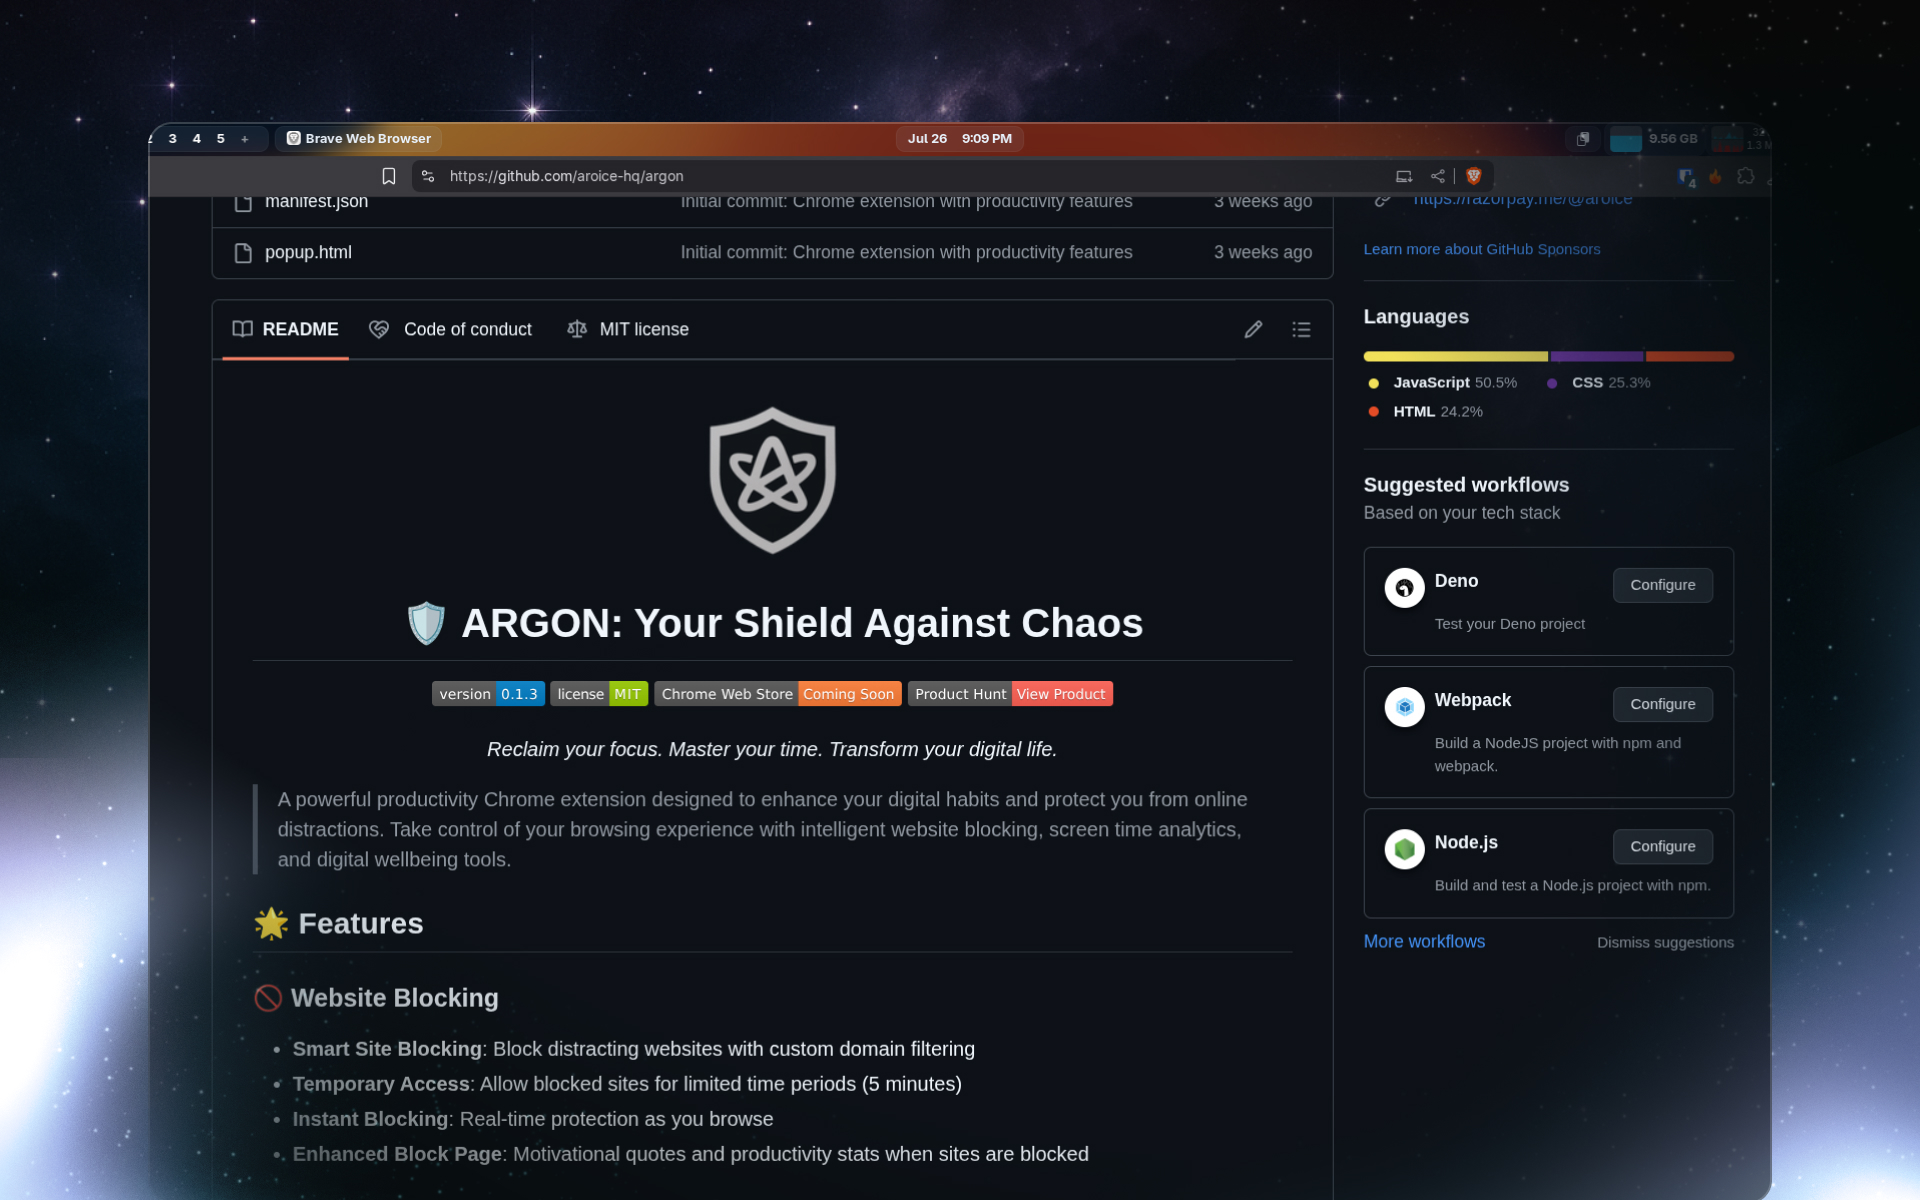 3 4 5 +
Brave Web Browser
Jul 26 9:09 PM
9.56 GB
https://github.com/aroice-hq/argon
4
manifest.json Initial commit: Chrome extension with productivity features 3 weeks ago
popup.html Initial commit: Chrome extension with productivity features 3 weeks ago
README Code of conduct MIT license
ARGON: Your Shield Against Chaos
version 0.1.3 license MIT Chrome Web Store Coming Soon Product Hunt View Product
Reclaim your focus. Master your time. Transform your digital life.
A powerful productivity Chrome extension designed to enhance your digital habits and protect you from online
distractions. Take control of your browsing experience with intelligent website blocking, screen time analytics,
and digital wellbeing tools.
Features
Website Blocking
• Smart Site Blocking: Block distracting websites with custom domain filtering
• Temporary Access: Allow blocked sites for limited time periods (5 minutes)
• Instant Blocking: Real-time protection as you browse
• Enhanced Block Page: Motivational quotes and productivity stats when sites are blocked
https://razorpay.me/@aroice
Learn more about GitHub Sponsors
Languages
JavaScript 50.5% CSS 25.3%
HTML 24.2%
Suggested workflows
Based on your tech stack
Deno Configure
Test your Deno project
Webpack Configure
Build a NodeJS project with npm and
webpack.
Node.js Configure
Build and test a Node.js project with npm.
More workflows Dismiss suggestions